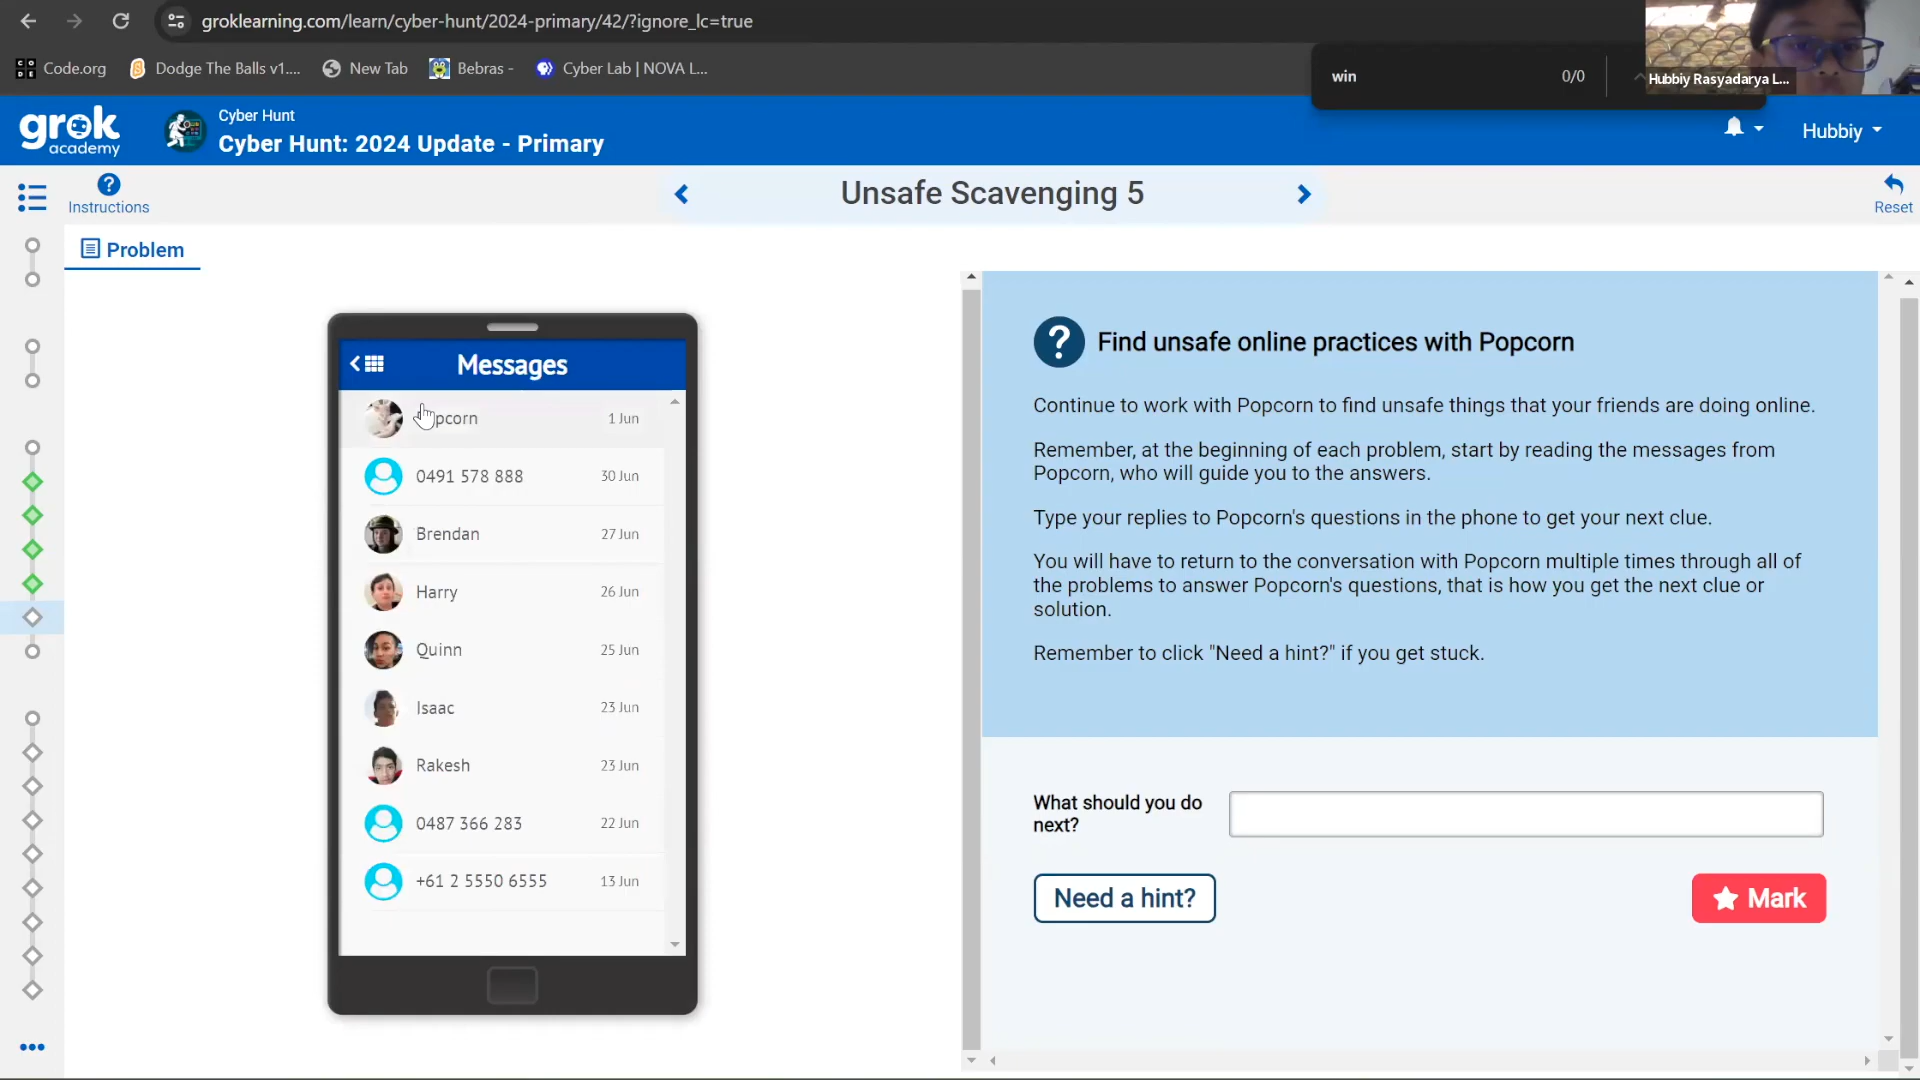 groklearning.com/learn/cyber-hunt/2024-primary/42/?ignore_lc=true
Code.org
Dodge The Balls v1....
New Tab
Bebras -
Cyber Lab | NOVA L...
win
0/0
Hubbiy Rasyadarya L...
grok
academy
Cyber Hunt
Cyber Hunt: 2024 Update - Primary
Hubbiy
Instructions
Unsafe Scavenging 5
Reset
Problem
Messages
pcorn 1 Jun
0491 578 888 30 Jun
Brendan 27 Jun
Harry 26 Jun
Quinn 25 Jun
Isaac 23 Jun
Rakesh 23 Jun
0487 366 283 22 Jun
+61 2 5550 6555 13 Jun
Find unsafe online practices with Popcorn
Continue to work with Popcorn to find unsafe things that your friends are doing online.
Remember, at the beginning of each problem, start by reading the messages from
Popcorn, who will guide you to the answers.
Type your replies to Popcorn's questions in the phone to get your next clue.
You will have to return to the conversation with Popcorn multiple times through all of
the problems to answer Popcorn's questions, that is how you get the next clue or
solution.
Remember to click "Need a hint?" if you get stuck.
What should you do
next?
Need a hint?
Mark